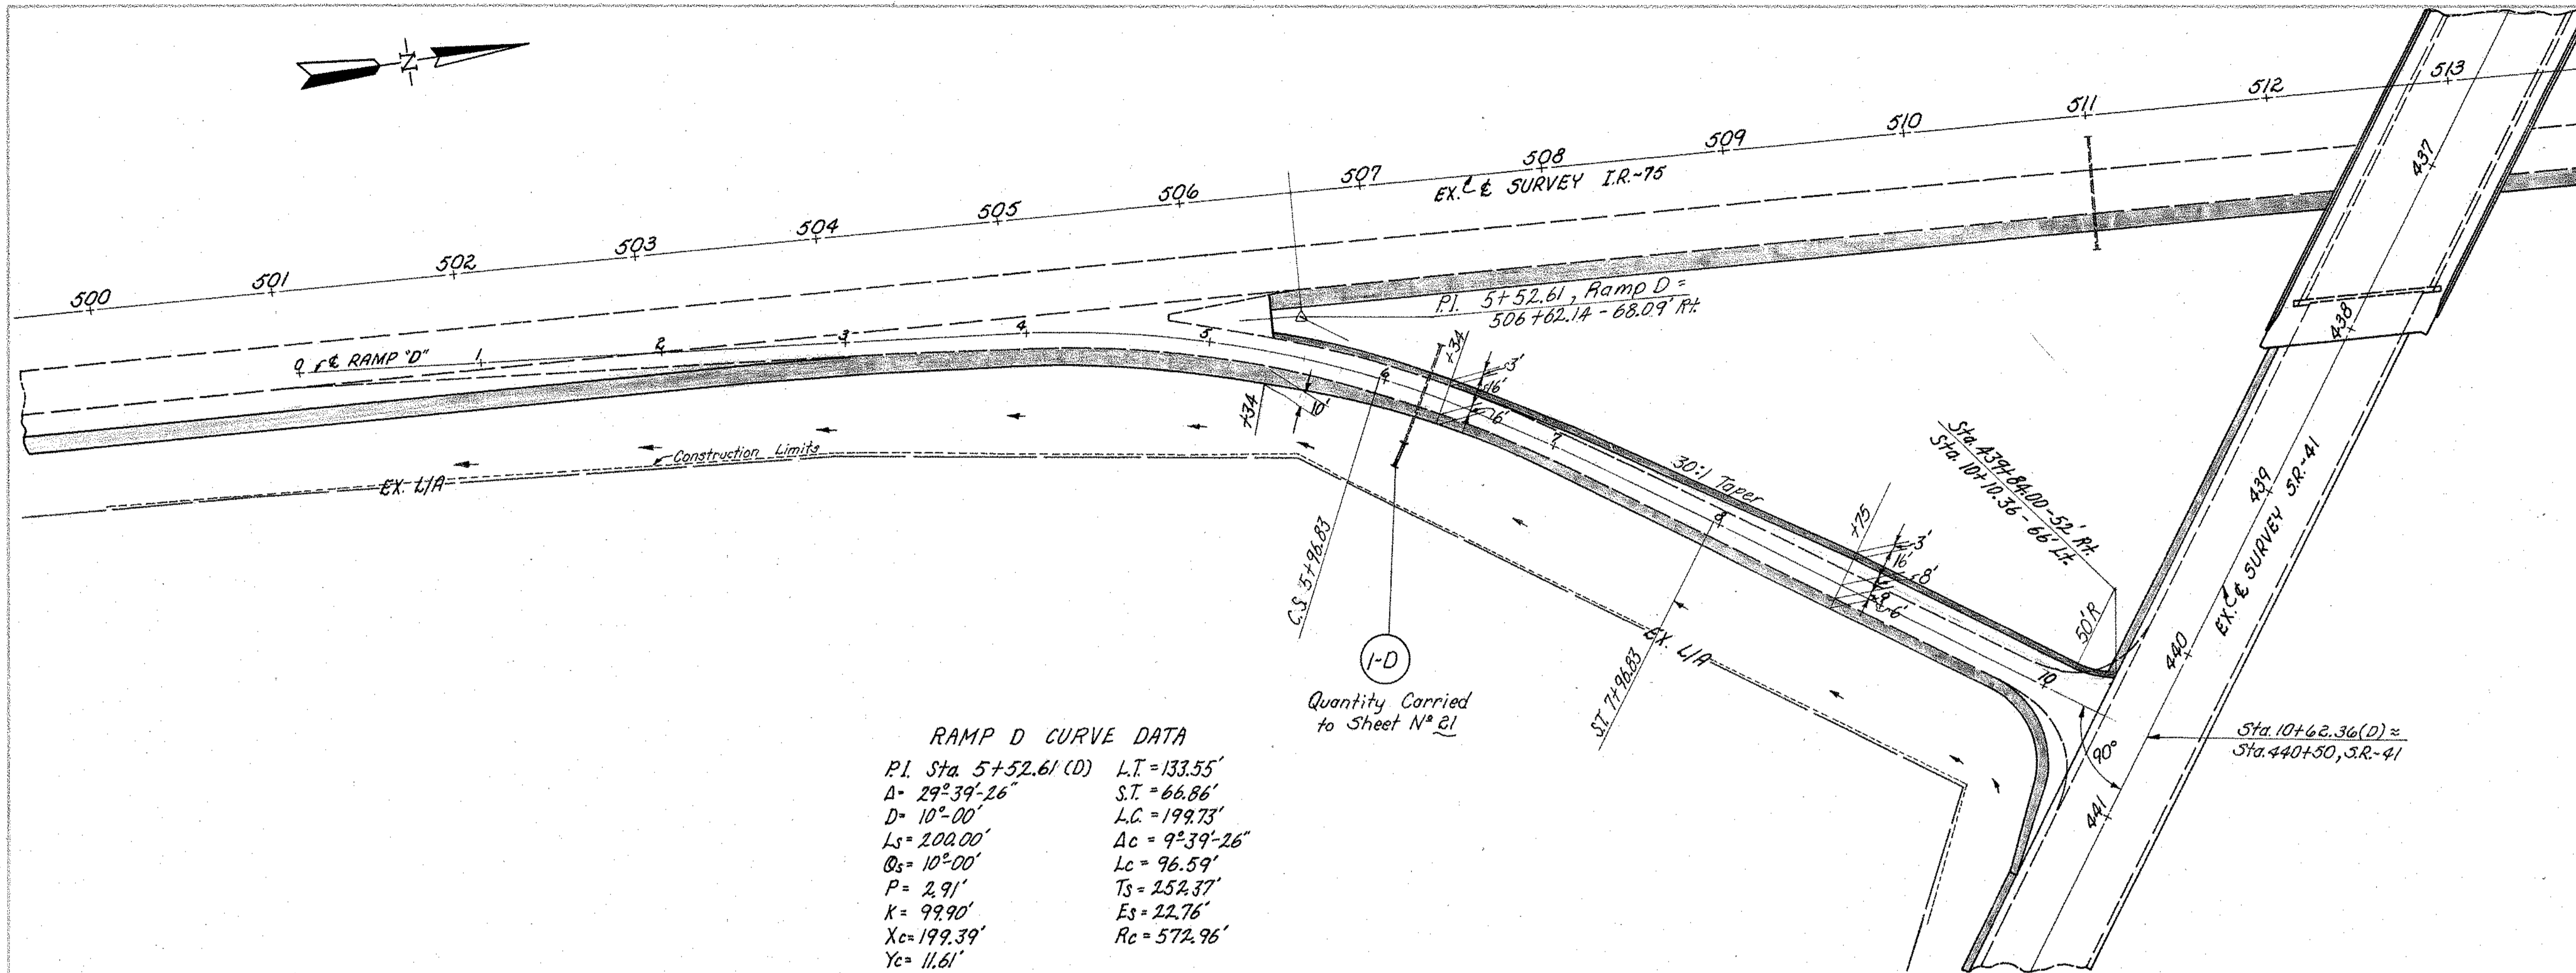 N
500
501
502
503
504
505
506
507
508
509
510
511
512
513
EX. ₵ ₵ SURVEY I.R.-75
437
438
439
440
441
EX. ₵ ₵ SURVEY S.R.-41
0
₵ RAMP "D"
1
2
3
4
5
6
7
8
10
P.I. 5+52.61, Ramp D =
506+62.14 - 68.09' Rt.
+34
3'
16'
6'
+34
10'
Construction Limits
EX. L/A
30:1 Taper
+75
3'
16'
8'
6'
Sta. 439+84.00-52' Rt.
Sta. 10+10.36 - 66' Lt.
50'R
C.S. 5+96.83
S.T. 7+96.83
EX. L/A
90°
Sta. 10+62.36(D) =
Sta. 440+50, S.R.-41
1-D
Quantity Carried
to Sheet Nº 21
RAMP D CURVE DATA
P.I. Sta. 5+52.61 (D) L.T. = 133.55'
Δ= 29°-39'-26" S.T. = 66.86'
D= 10°-00' L.C. = 199.73'
Ls= 200.00' Δc = 9°-39'-26"
Θs= 10°-00' Lc = 96.59'
P= 2.91' Ts = 252.37'
K= 99.90' Es = 22.76'
Xc= 199.39' Rc = 572.96'
Yc= 11.61'